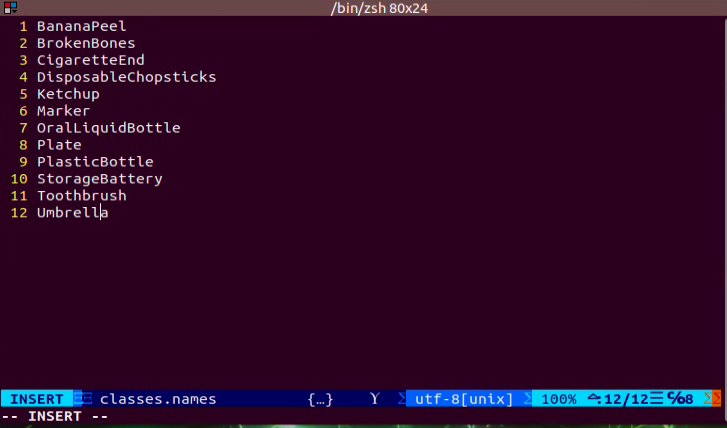 /bin/zsh 80x24
1 BananaPeel
2 BrokenBones
3 CigaretteEnd
4 DisposableChopsticks
5 Ketchup
6 Marker
7 OralLiquidBottle
8 Plate
9 PlasticBottle
10 StorageBattery
11 Toothbrush
12 Umbrella
INSERT classes.names {…} Y utf-8[unix] 100% :12/12☰℅8
-- INSERT --